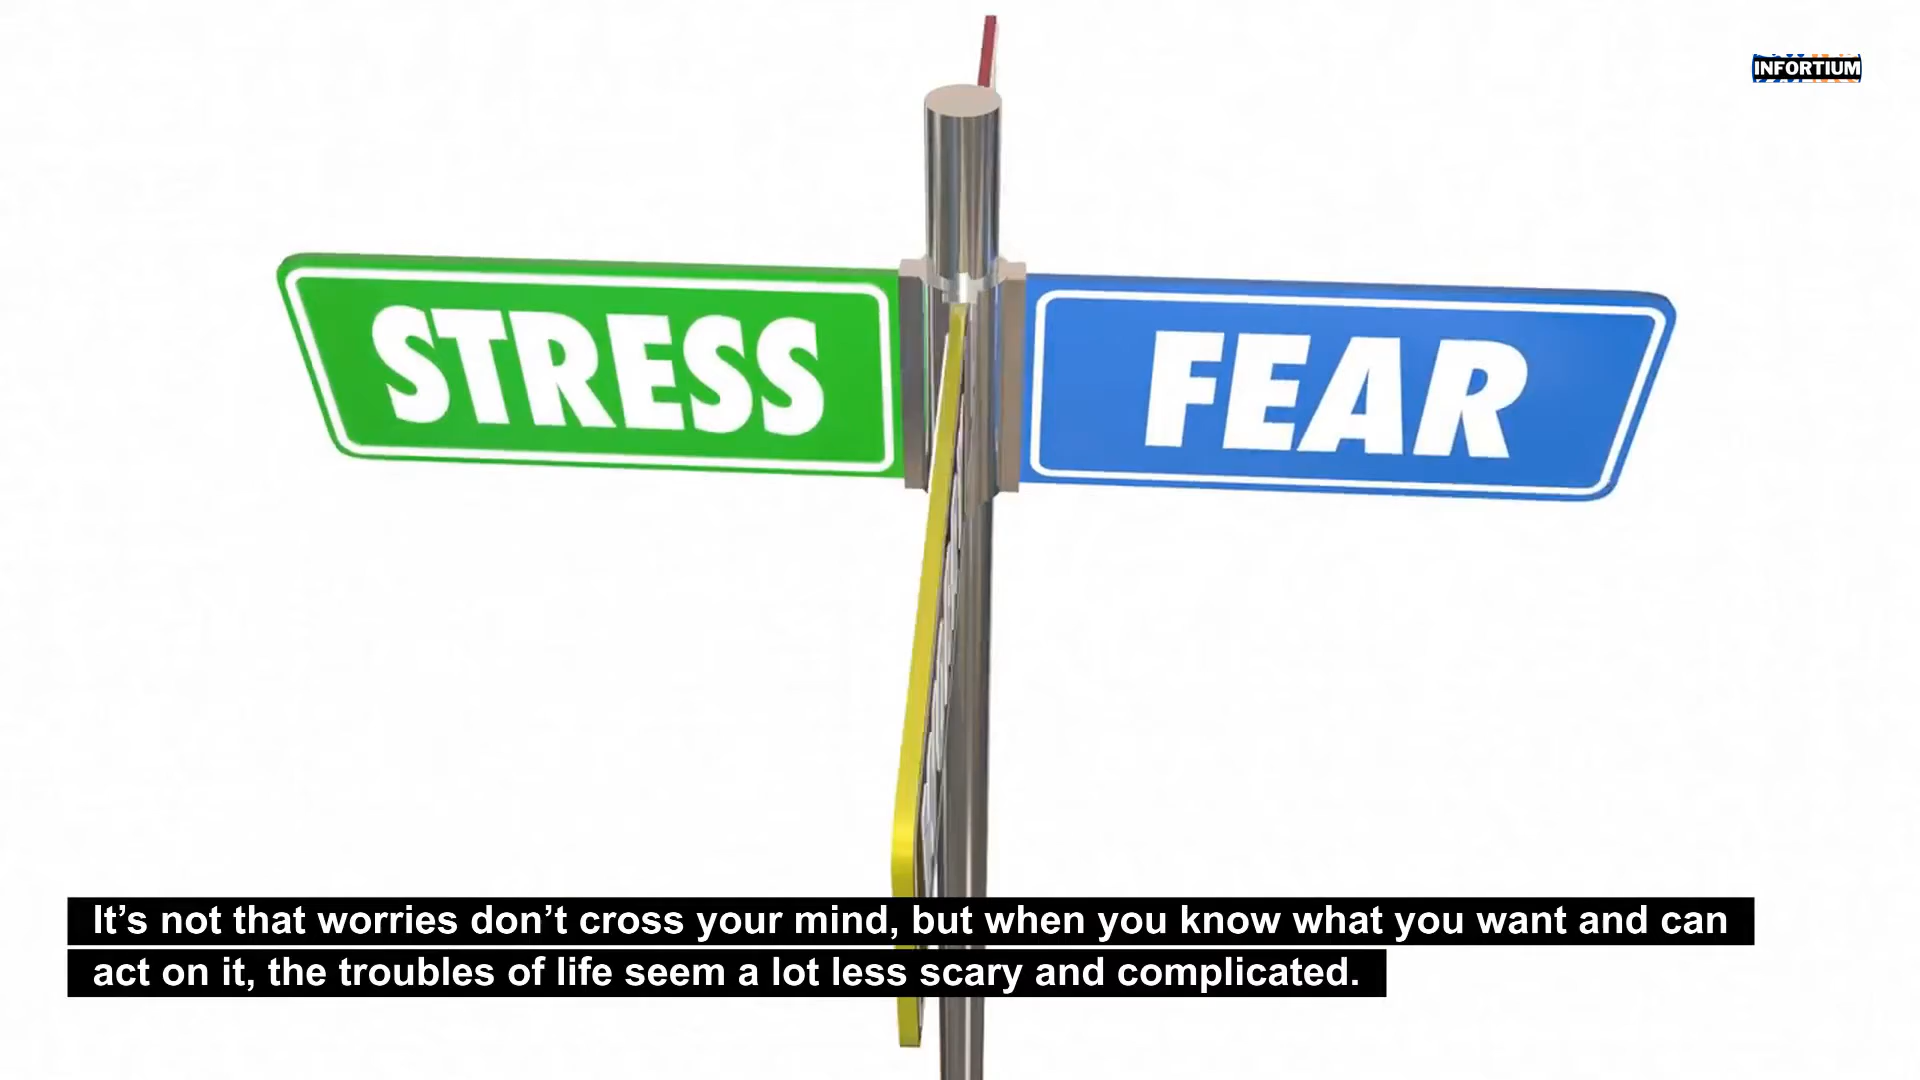 INFORTIUM
STRESS
FEAR
It’s not that worries don’t cross your mind, but when you know what you want and can
act on it, the troubles of life seem a lot less scary and complicated.